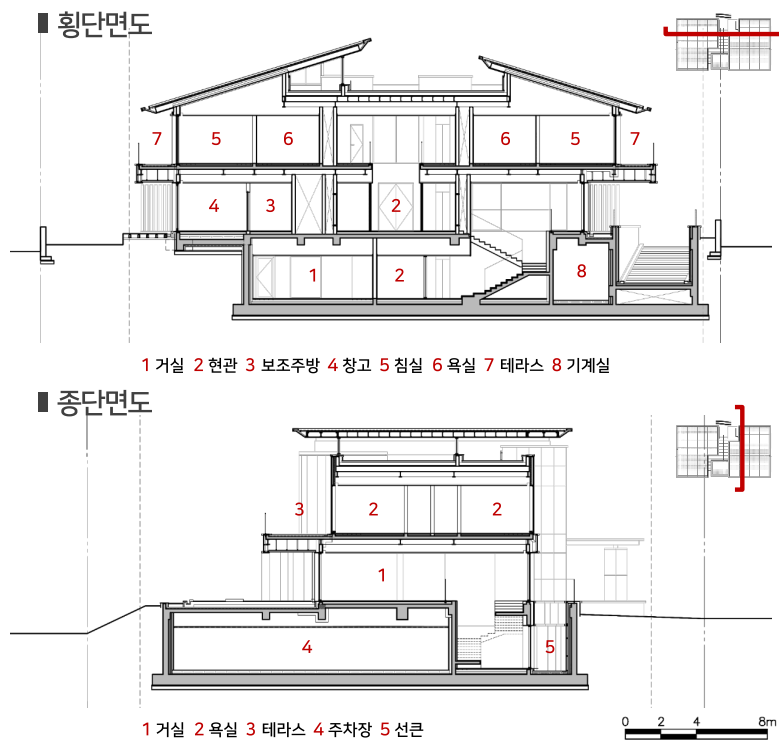 횡단면도
7 5 6 6 5 7
4 3 2
1 2 8
1 거실 2 현관 3 보조주방 4 창고 5 침실 6 욕실 7 테라스 8 기계실
종단면도
3 2 2
1
4 5
1 거실 2 욕실 3 테라스 4 주차장 5 선큰
0 2 4 8m